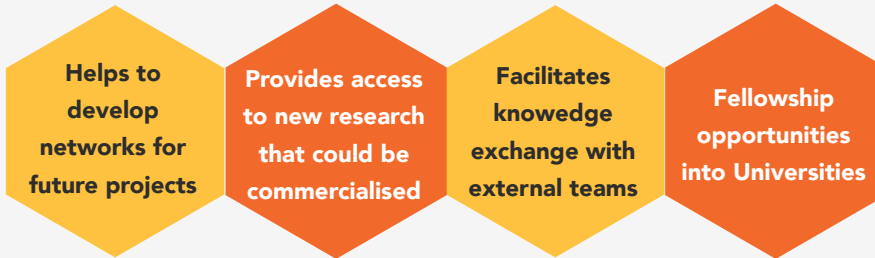 Helps to
develop
networks for
future projects
Provides access
to new research
that could be
commercialised
Facilitates
knowedge
exchange with
external teams
Fellowship
opportunities
into Universities